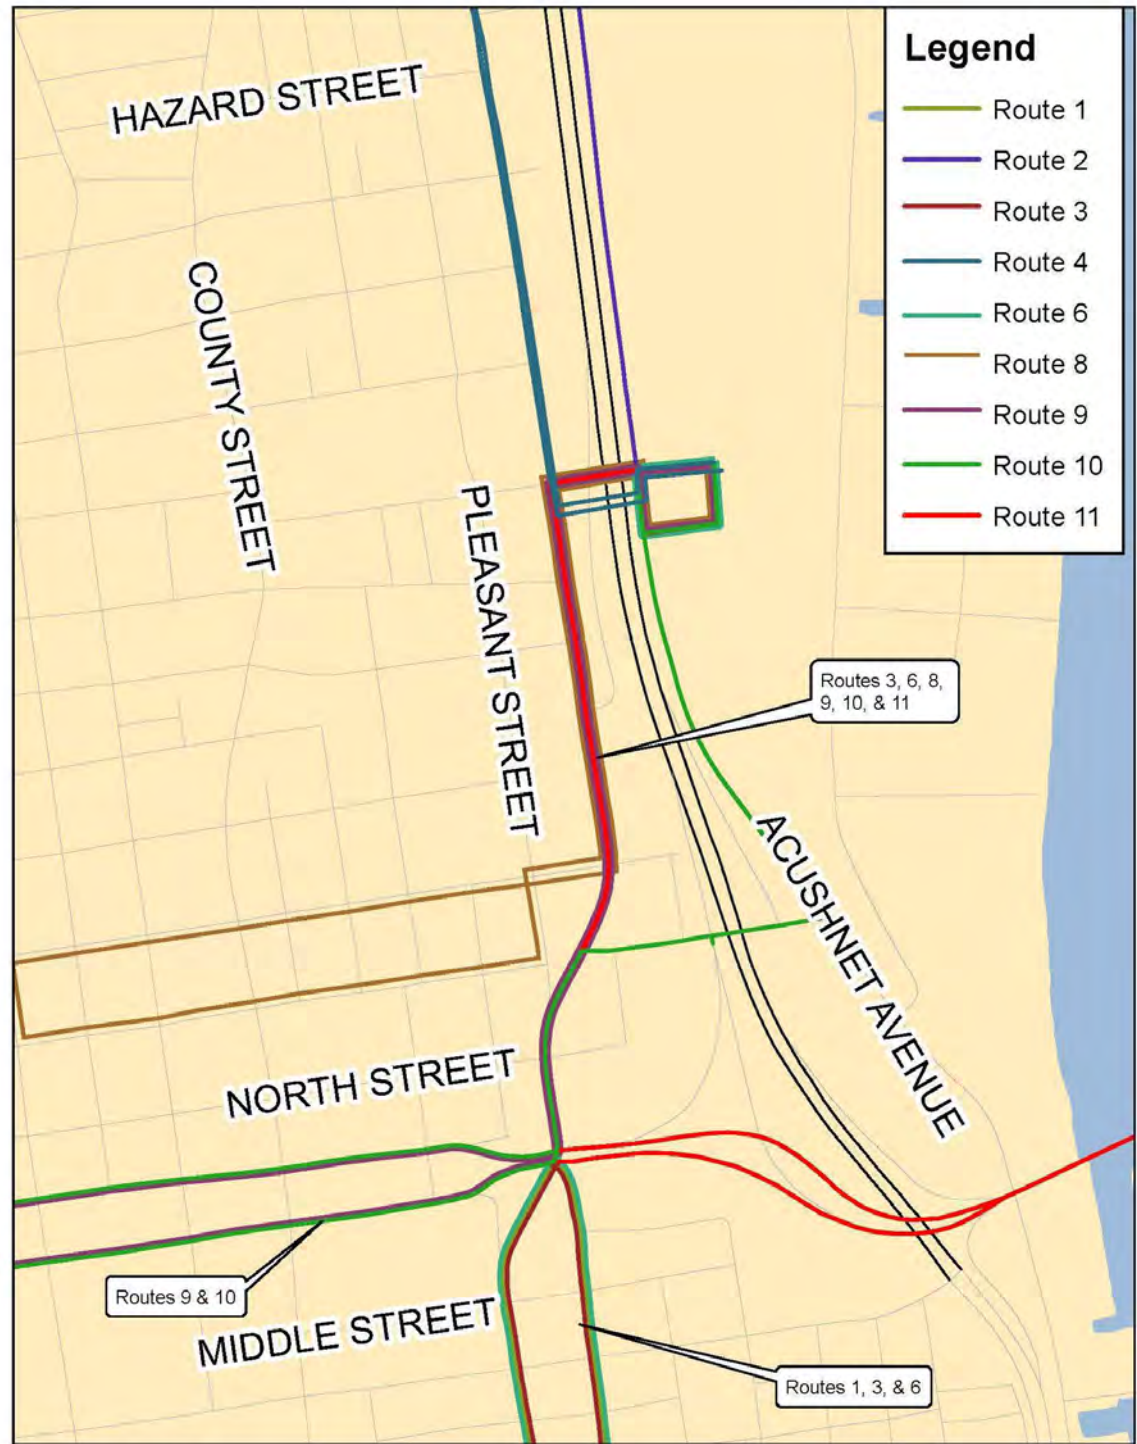 Legend
Route 1
Route 2
Route 3
Route 4
Route 6
Route 8
Route 9
Route 10
Route 11
HAZARD STREET
COUNTY STREET
PLEASANT STREET
Routes 3, 6, 8,
9, 10, & 11
ACUSHNET AVENUE
NORTH STREET
Routes 9 & 10
MIDDLE STREET
Routes 1, 3, & 6